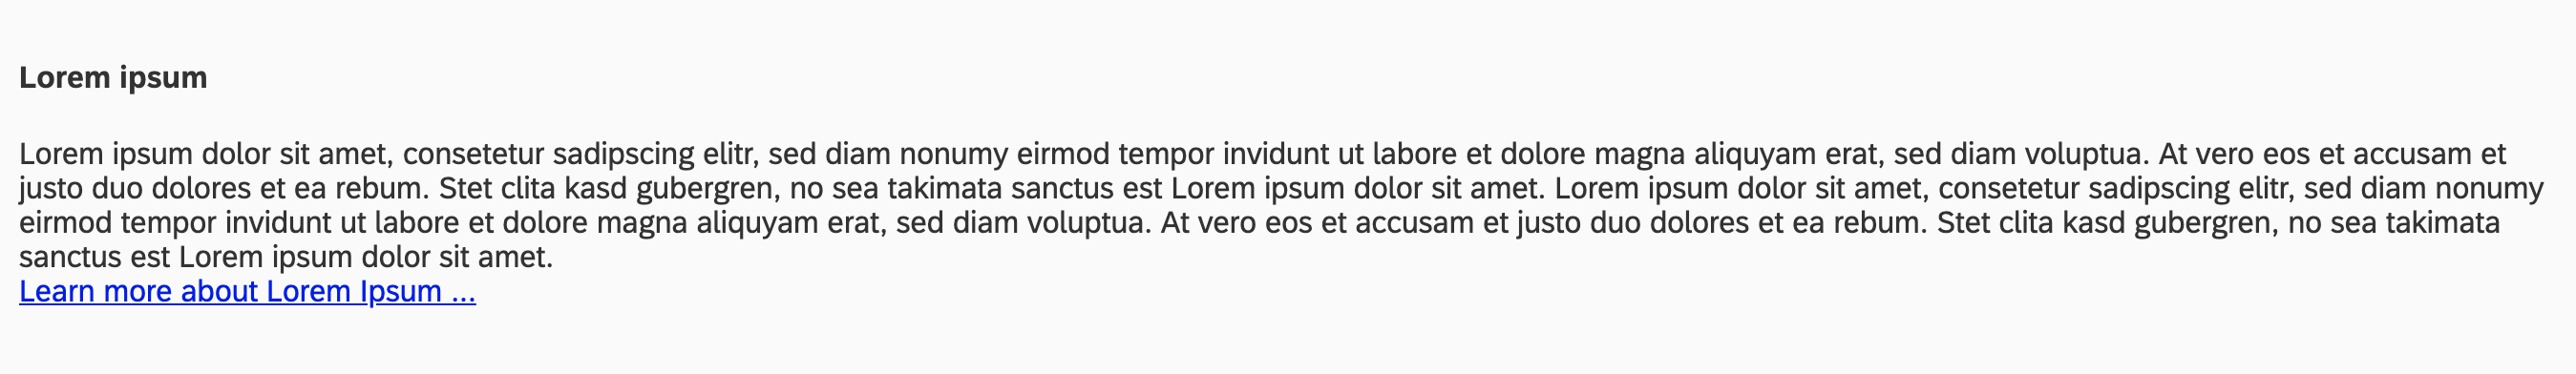 Lorem ipsum
Lorem ipsum dolor sit amet, consetetur sadipscing elitr, sed diam nonumy eirmod tempor invidunt ut labore et dolore magna aliquyam erat, sed diam voluptua. At vero eos et accusam et
justo duo dolores et ea rebum. Stet clita kasd gubergren, no sea takimata sanctus est Lorem ipsum dolor sit amet. Lorem ipsum dolor sit amet, consetetur sadipscing elitr, sed diam nonumy
eirmod tempor invidunt ut labore et dolore magna aliquyam erat, sed diam voluptua. At vero eos et accusam et justo duo dolores et ea rebum. Stet clita kasd gubergren, no sea takimata
sanctus est Lorem ipsum dolor sit amet.
Learn more about Lorem Ipsum ...